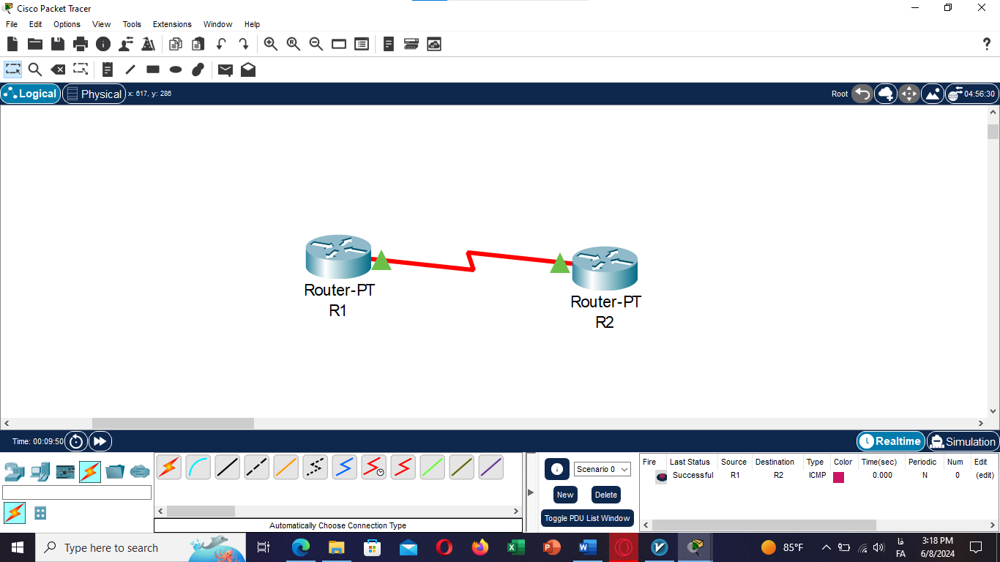 Cisco Packet Tracer
File Edit Options View Tools Extensions Window Help
Logical Physical x: 617, y: 286 Root 04:56:30
Router-PT
R1
Router-PT
R2
Time: 00:09:50 Realtime Simulation
Scenario 0
New Delete
Toggle PDU List Window
Fire Last Status Source Destination Type Color Time(sec) Periodic Num Edit
Successful R1 R2 ICMP 0.000 N 0 (edit)
Automatically Choose Connection Type
Type here to search
85°F
فا
FA
3:18 PM
6/8/2024